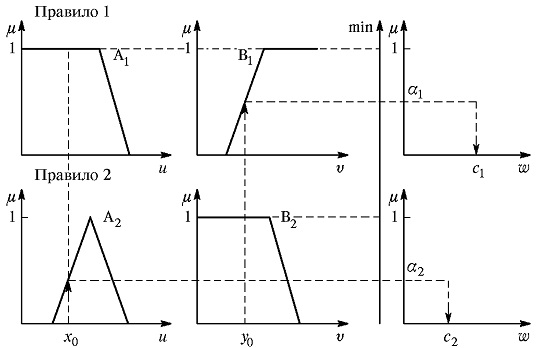 Правило 1
μ μ min μ
1 A₁ 1 B₁ 1
α₁
u v c₁ w
Правило 2
μ μ μ
1 A₂ 1 B₂ 1
α₂
x₀ u y₀ v c₂ w